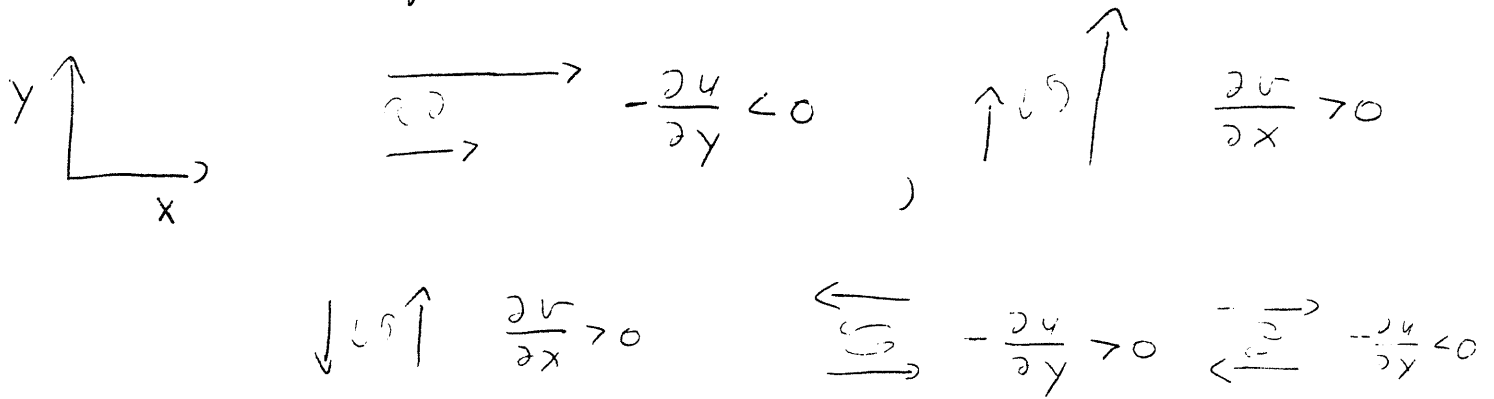 y
x
-∂u/∂y < 0 , ∂v/∂x > 0
∂v/∂x > 0 -∂u/∂y > 0 -∂u/∂y < 0